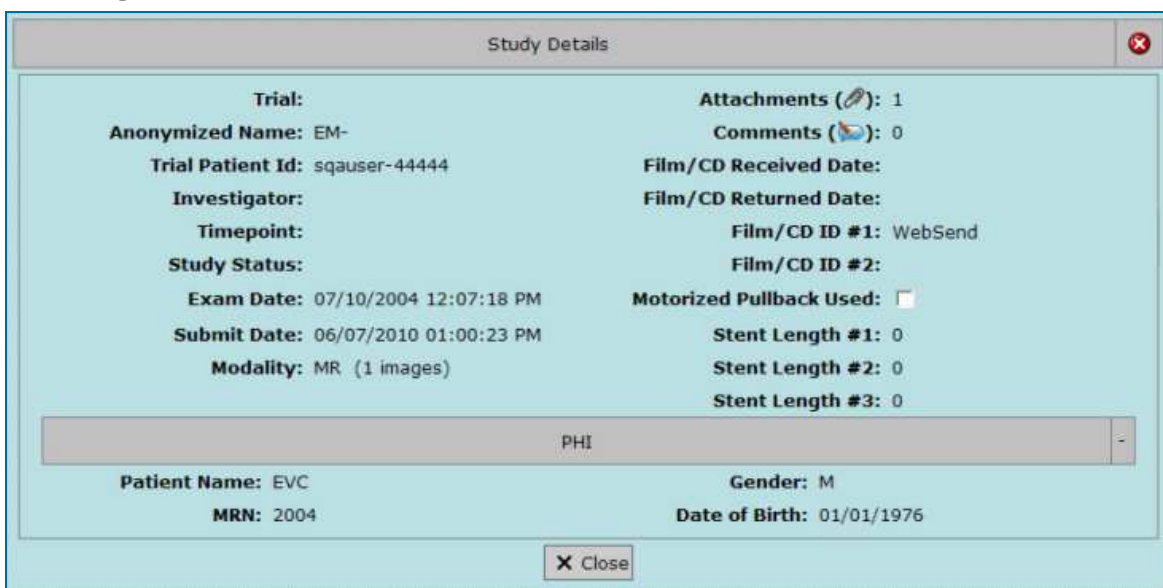 Study Details
Trial:
Anonymized Name: EM-
Trial Patient Id: sqauser-44444
Investigator:
Timepoint:
Study Status:
Exam Date: 07/10/2004 12:07:18 PM
Submit Date: 06/07/2010 01:00:23 PM
Modality: MR (1 images)
Attachments ( ): 1
Comments ( ): 0
Film/CD Received Date:
Film/CD Returned Date:
Film/CD ID #1: WebSend
Film/CD ID #2:
Motorized Pullback Used:
Stent Length #1: 0
Stent Length #2: 0
Stent Length #3: 0
PHI -
Patient Name: EVC
MRN: 2004
Gender: M
Date of Birth: 01/01/1976
X Close